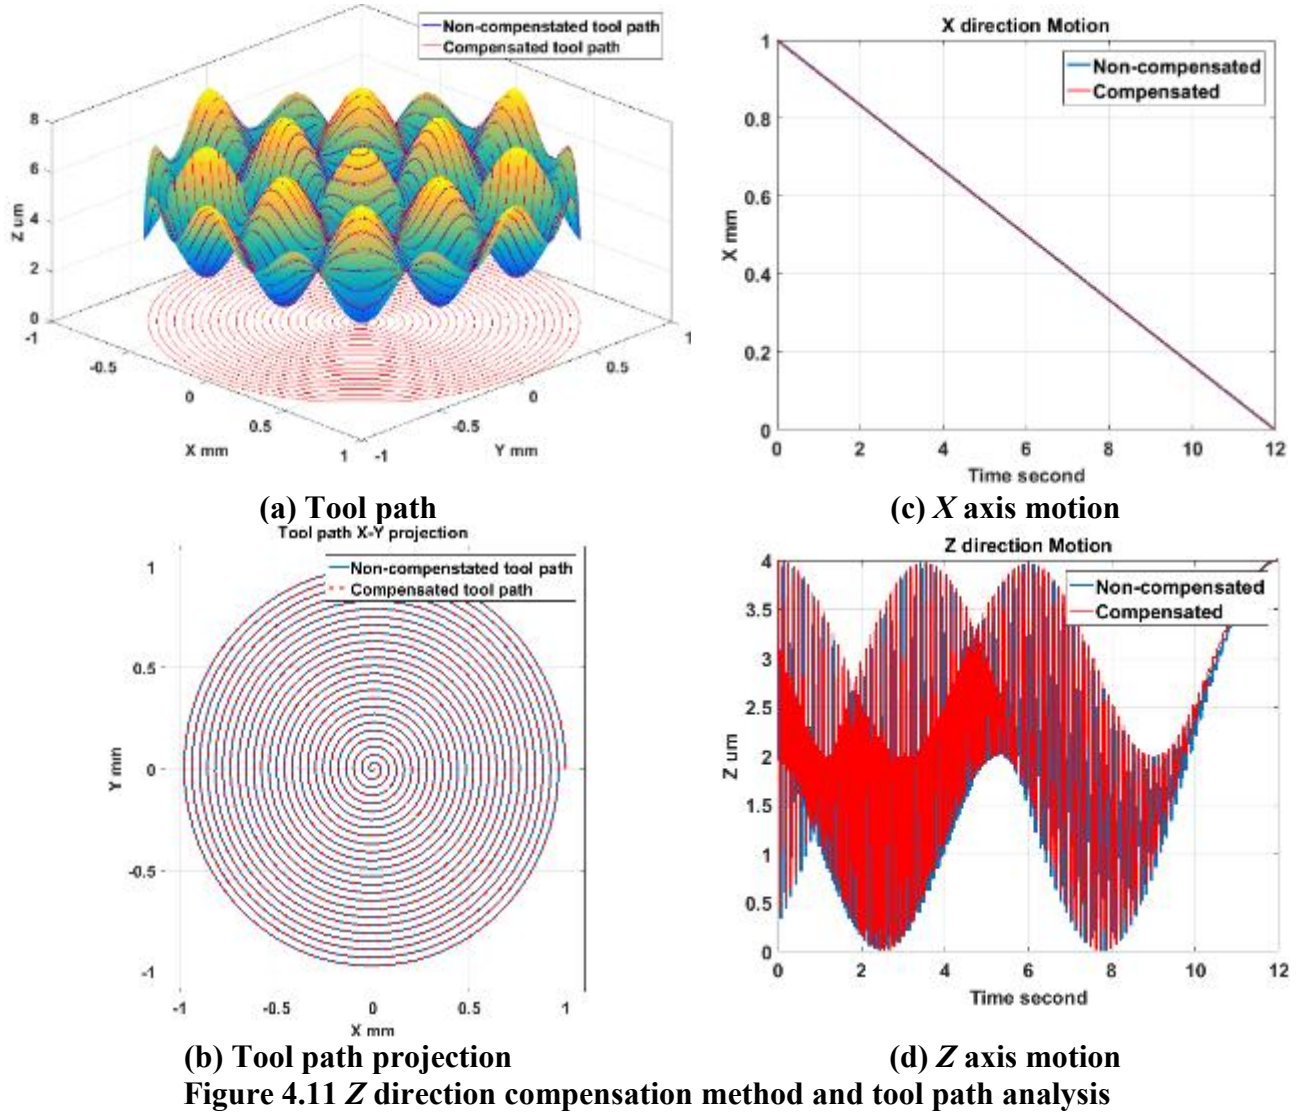 Non-compenstated tool path
Compensated tool path
8
6
4
2
0
Z um
-1
-0.5
0
0.5
1
X mm
-1
-0.5
0
0.5
1
Y mm
(a) Tool path
X direction Motion
Non-compensated
Compensated
1
0.8
0.6
0.4
0.2
0
X mm
0
2
4
6
8
10
12
Time second
(c) X axis motion
Tool path X-Y projection
Non-compenstated tool path
Compensated tool path
1
0.5
0
-0.5
-1
Y mm
-1
-0.5
0
0.5
1
X mm
(b) Tool path projection
Z direction Motion
Non-compensated
Compensated
4
3.5
3
2.5
2
1.5
1
0.5
0
Z um
0
2
4
6
8
10
12
Time second
(d) Z axis motion
Figure 4.11 Z direction compensation method and tool path analysis